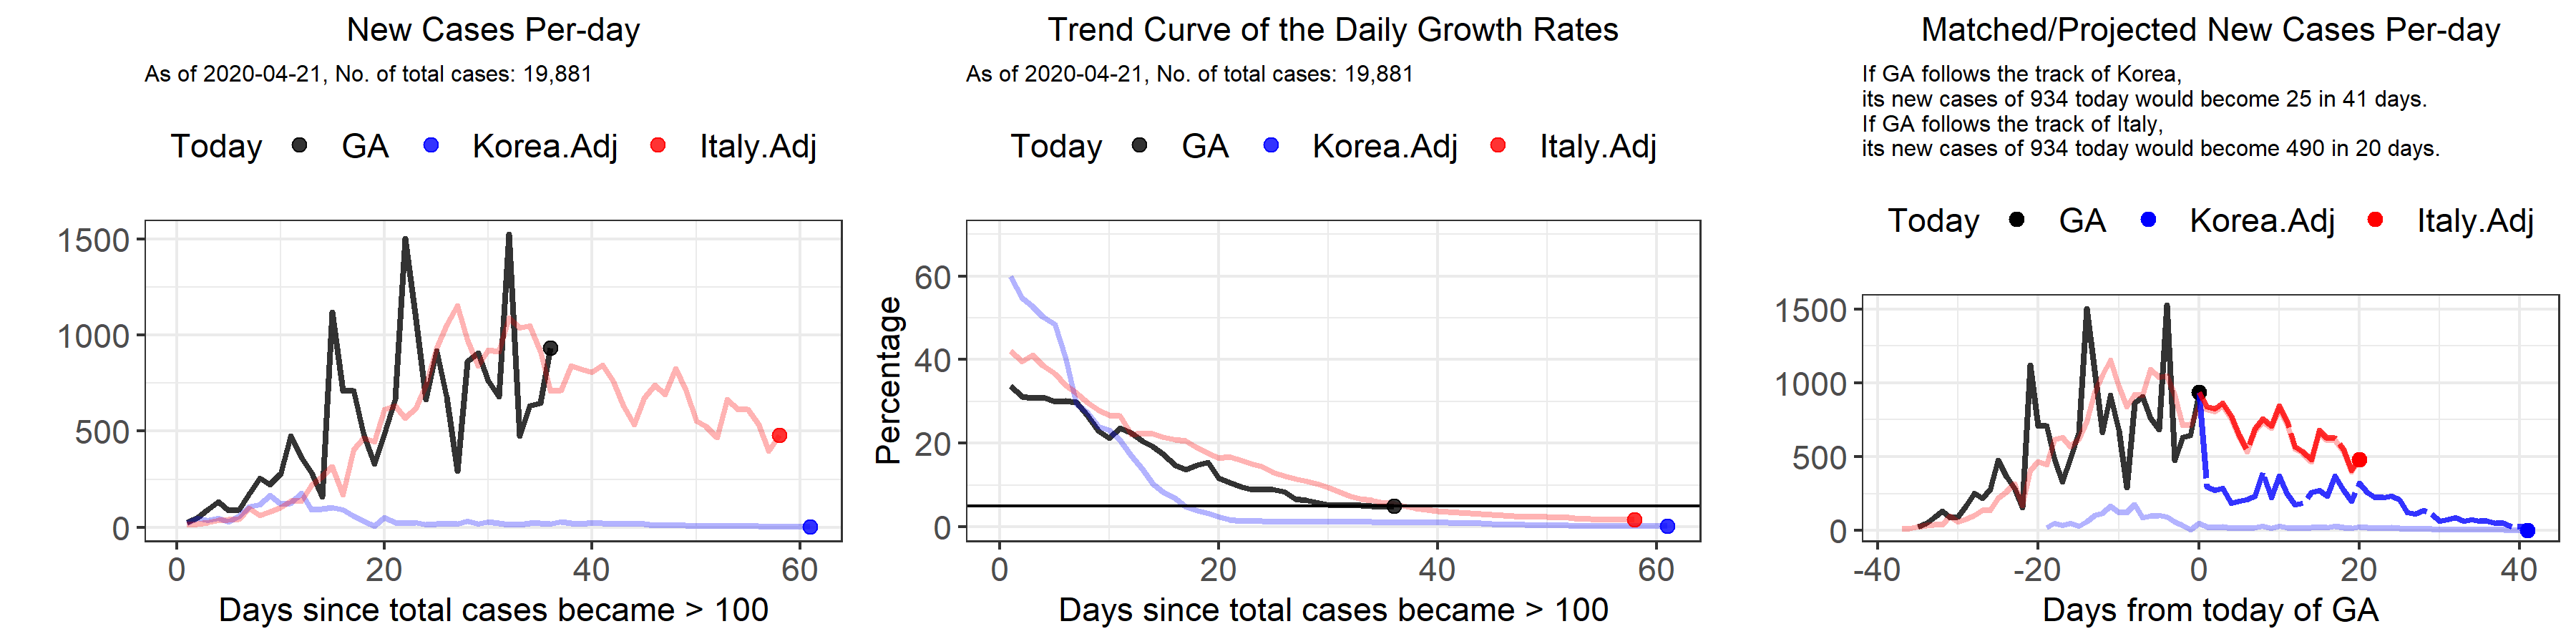 New Cases Per-day
As of 2020-04-21, No. of total cases: 19,881
Today GA Korea.Adj Italy.Adj
1500
1000
500
0
0 20 40 60
Days since total cases became > 100
Trend Curve of the Daily Growth Rates
As of 2020-04-21, No. of total cases: 19,881
Today GA Korea.Adj Italy.Adj
Percentage
60
40
20
0
0 20 40 60
Days since total cases became > 100
Matched/Projected New Cases Per-day
If GA follows the track of Korea,
its new cases of 934 today would become 25 in 41 days.
If GA follows the track of Italy,
its new cases of 934 today would become 490 in 20 days.
Today GA Korea.Adj Italy.Adj
1500
1000
500
0
-40 -20 0 20 40
Days from today of GA